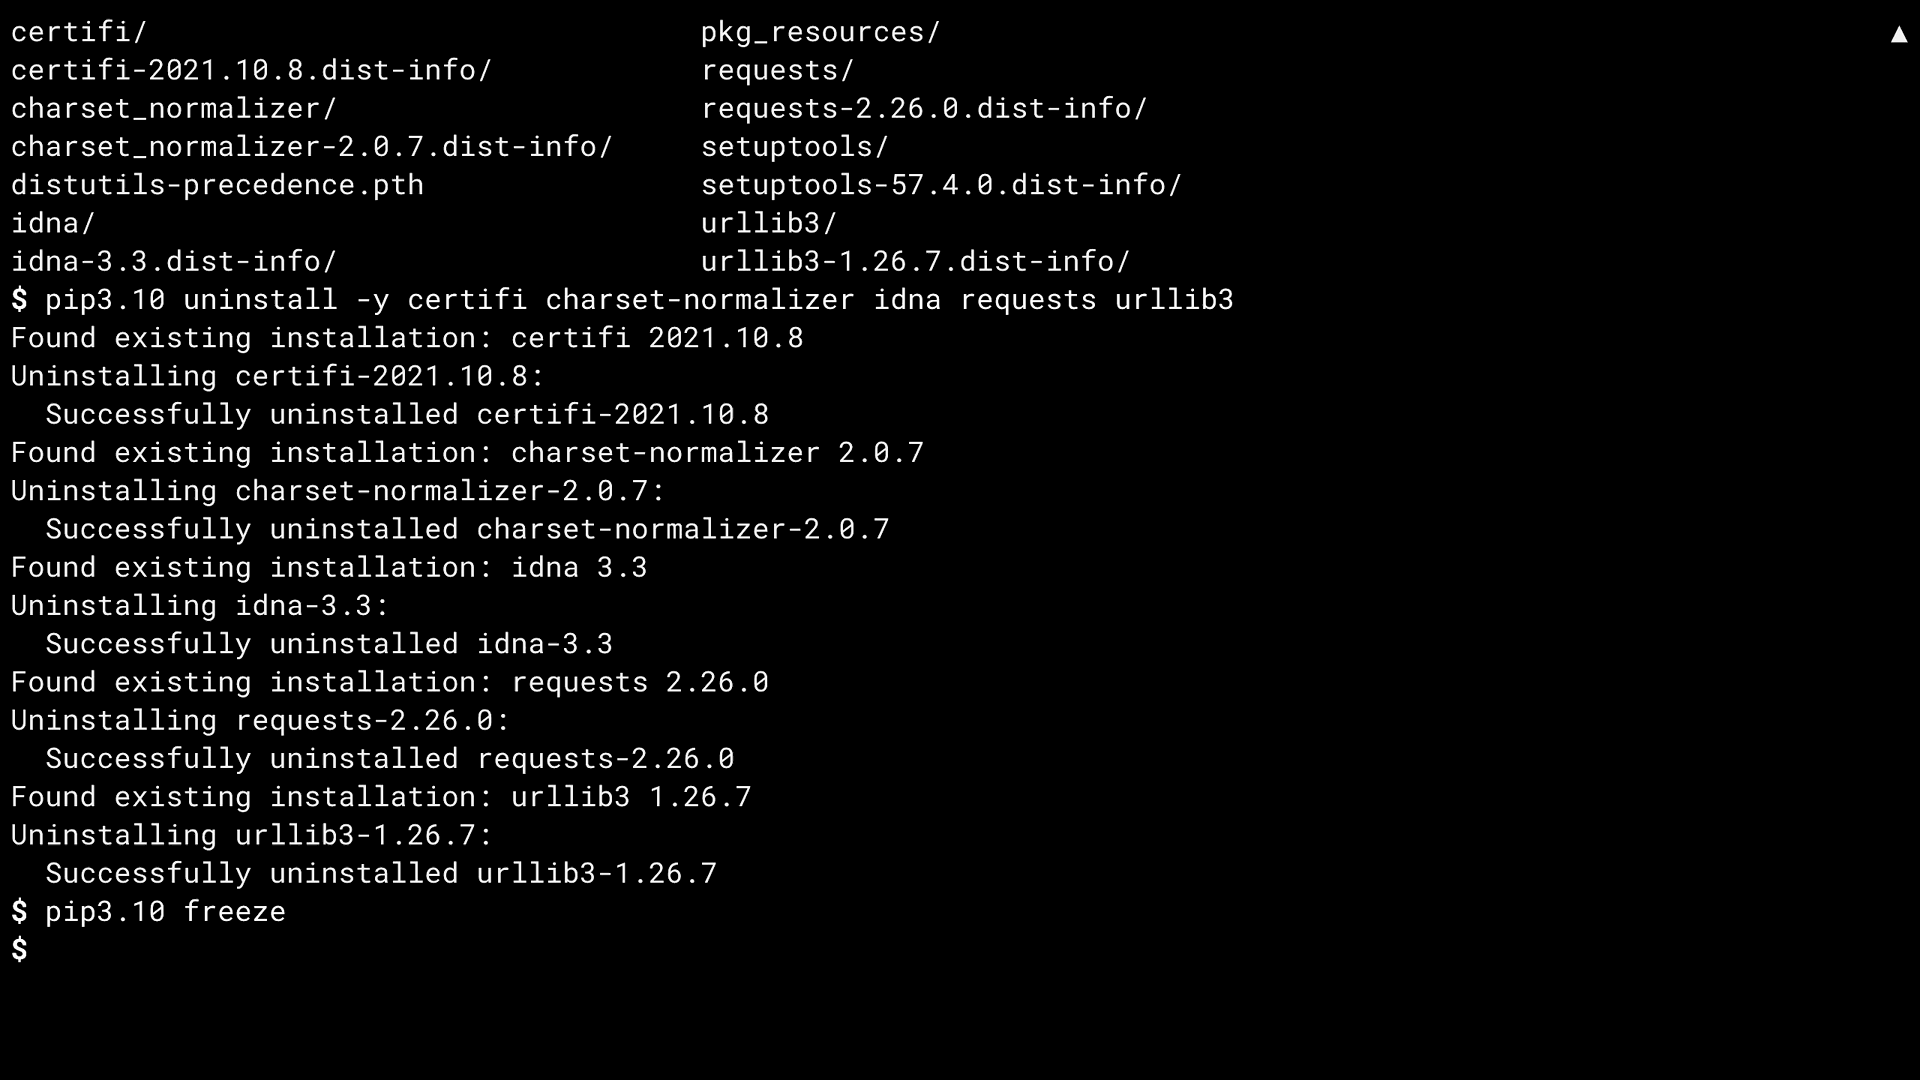 certifi/ pkg_resources/ ▲
certifi-2021.10.8.dist-info/ requests/
charset_normalizer/ requests-2.26.0.dist-info/
charset_normalizer-2.0.7.dist-info/ setuptools/
distutils-precedence.pth setuptools-57.4.0.dist-info/
idna/ urllib3/
idna-3.3.dist-info/ urllib3-1.26.7.dist-info/
$ pip3.10 uninstall -y certifi charset-normalizer idna requests urllib3
Found existing installation: certifi 2021.10.8
Uninstalling certifi-2021.10.8:
  Successfully uninstalled certifi-2021.10.8
Found existing installation: charset-normalizer 2.0.7
Uninstalling charset-normalizer-2.0.7:
  Successfully uninstalled charset-normalizer-2.0.7
Found existing installation: idna 3.3
Uninstalling idna-3.3:
  Successfully uninstalled idna-3.3
Found existing installation: requests 2.26.0
Uninstalling requests-2.26.0:
  Successfully uninstalled requests-2.26.0
Found existing installation: urllib3 1.26.7
Uninstalling urllib3-1.26.7:
  Successfully uninstalled urllib3-1.26.7
$ pip3.10 freeze
$